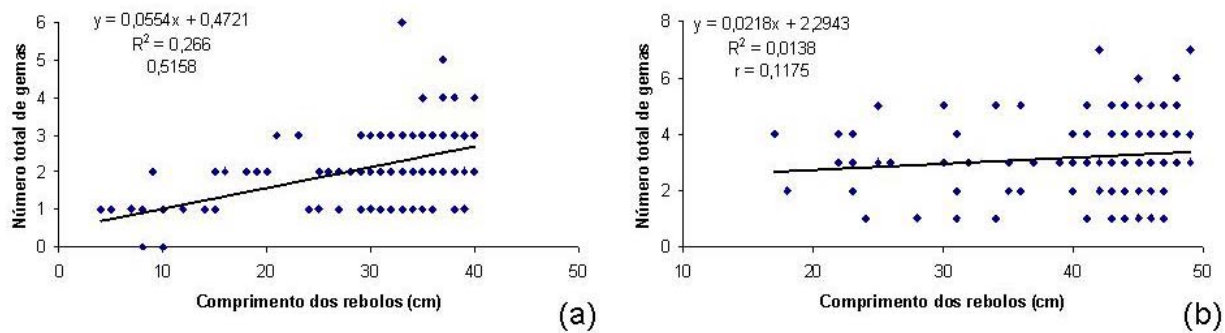 y = 0,0554x + 0,4721
R² = 0,266
0,5158
Número total de gemas
6
5
4
3
2
1
0
0 10 20 30 40 50
Comprimento dos rebolos (cm)
(a)
y = 0,0218x + 2,2943
R² = 0,0138
r = 0,1175
Número total de gemas
8
6
4
2
0
10 20 30 40 50
Comprimento dos rebolos (cm)
(b)